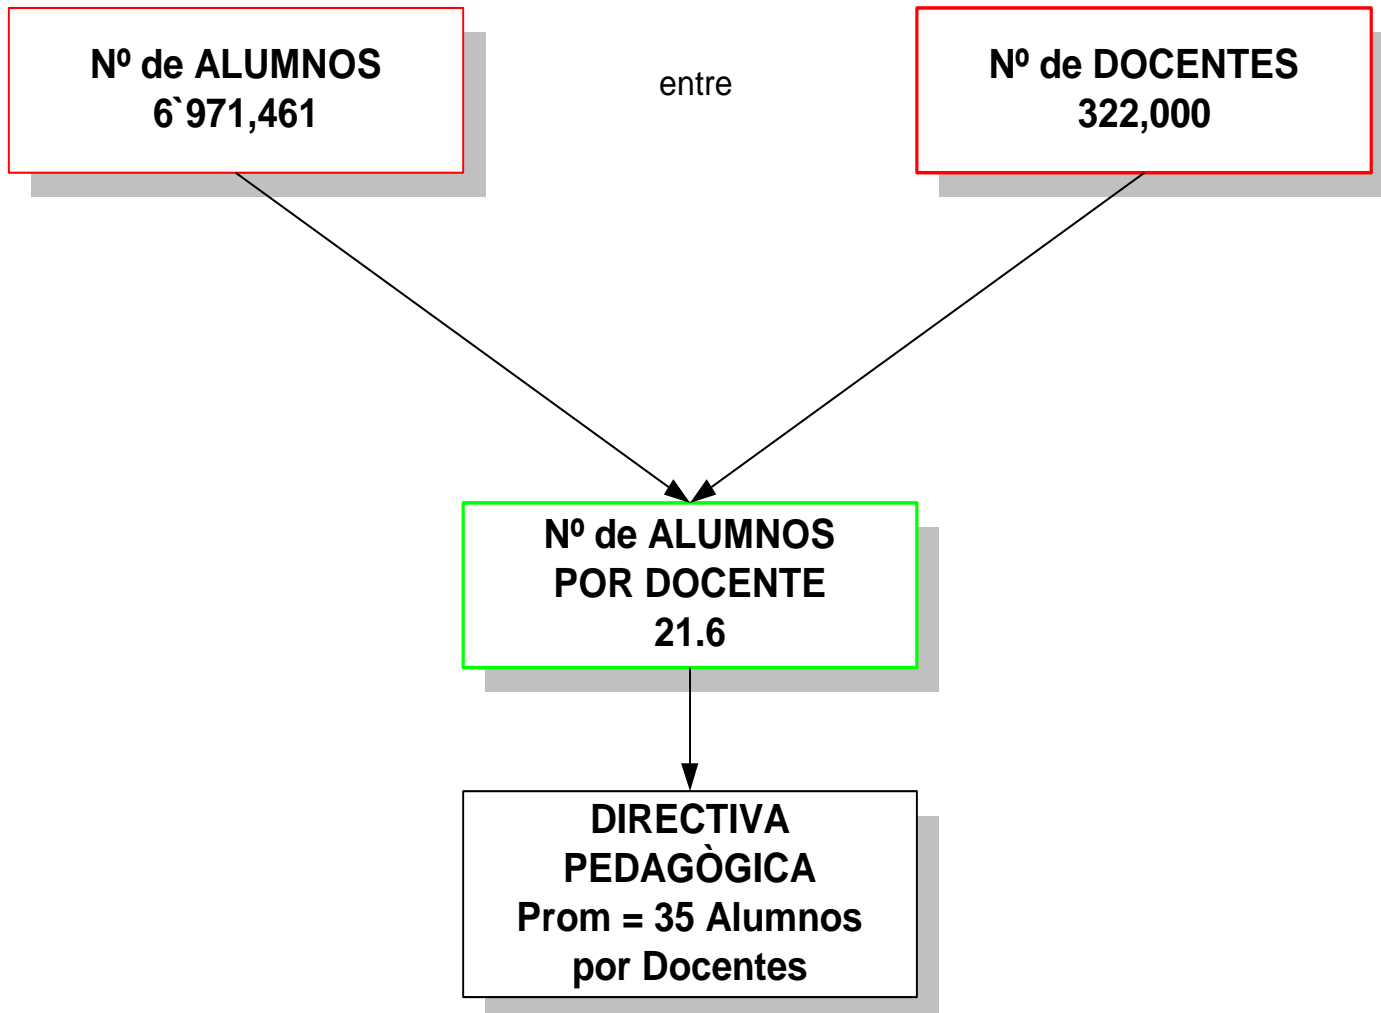 Nº de ALUMNOS
6`971,461
entre
Nº de DOCENTES
322,000
Nº de ALUMNOS
POR DOCENTE
21.6
DIRECTIVA
PEDAGÒGICA
Prom = 35 Alumnos
por Docentes